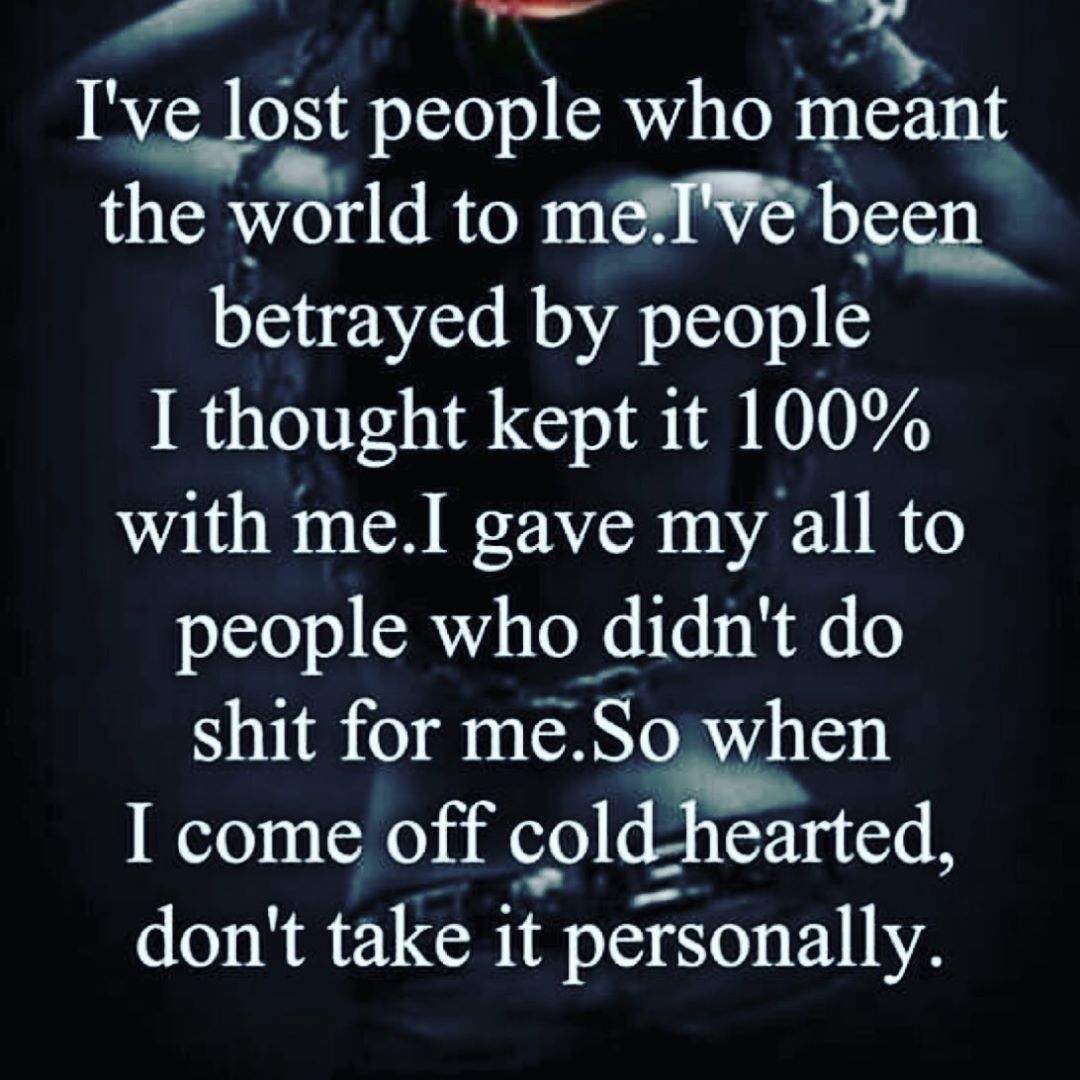 I've lost people who meant
the world to me.I've been
betrayed by people
I thought kept it 100%
with me.I gave my all to
people who didn't do
shit for me.So when
I come off cold hearted,
don't take it personally.